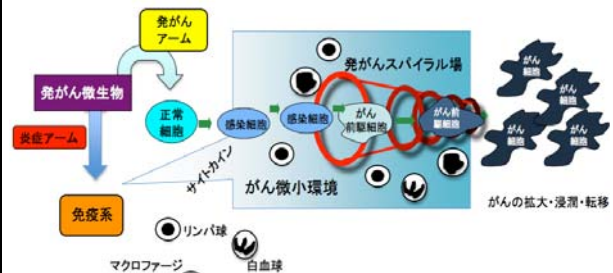 発がん
アーム
発がん微生物
炎症アーム
正常
細胞
感染細胞
感染細胞
がん
前駆細胞
がん前
駆細胞
発がんスパイラル場
サイトカイン
がん微小環境
免疫系
リンパ球
マクロファージ
白血球
がん
細胞
がん
細胞
がん
細胞
がん
細胞
がん
細胞
がんの拡大・浸潤・転移